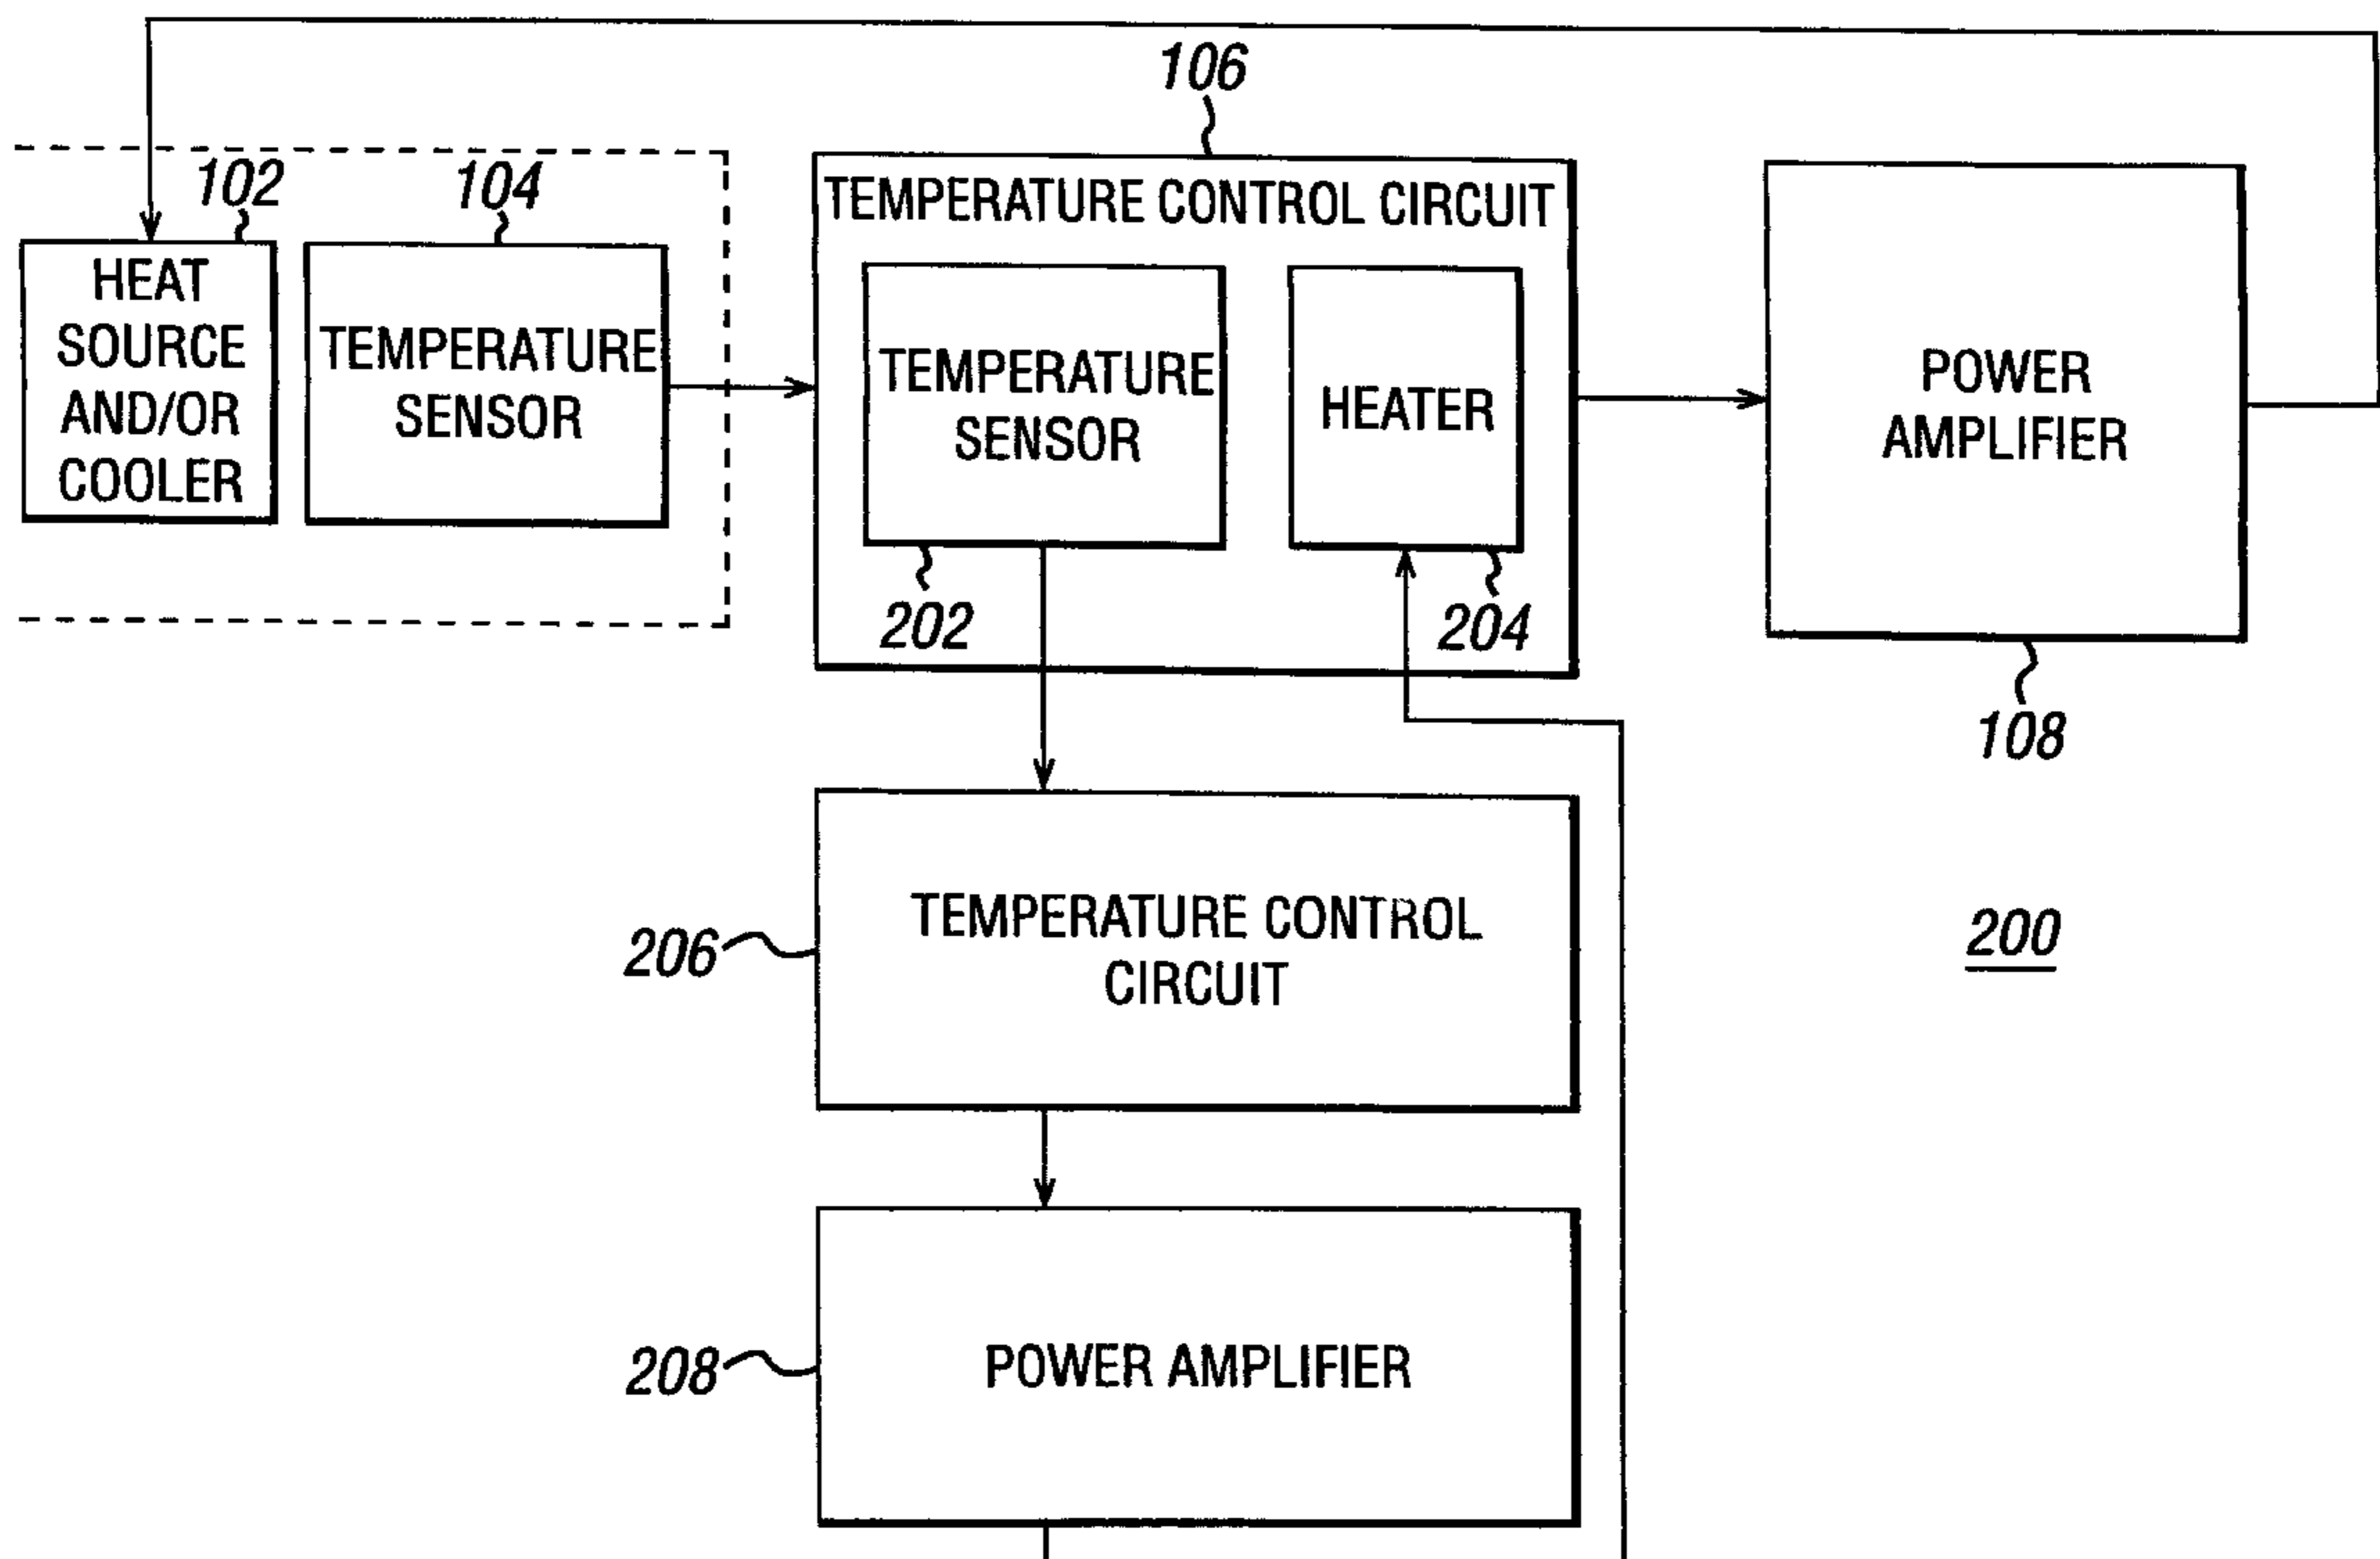 106
102
104
TEMPERATURE CONTROL CIRCUIT
HEAT
SOURCE
AND/OR
COOLER
TEMPERATURE
SENSOR
TEMPERATURE
SENSOR
HEATER
POWER
AMPLIFIER
202
204
108
206
TEMPERATURE CONTROL
CIRCUIT
200
208
POWER AMPLIFIER